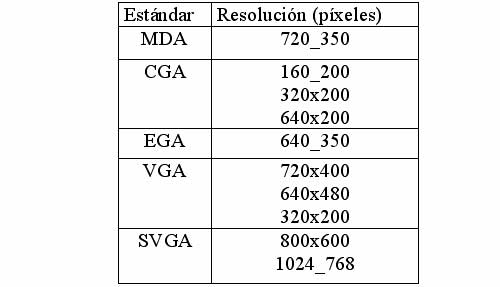 Estándar Resolución (píxeles)
MDA 720_350
CGA 160_200
320x200
640x200
EGA 640_350
VGA 720x400
640x480
320x200
SVGA 800x600
1024_768